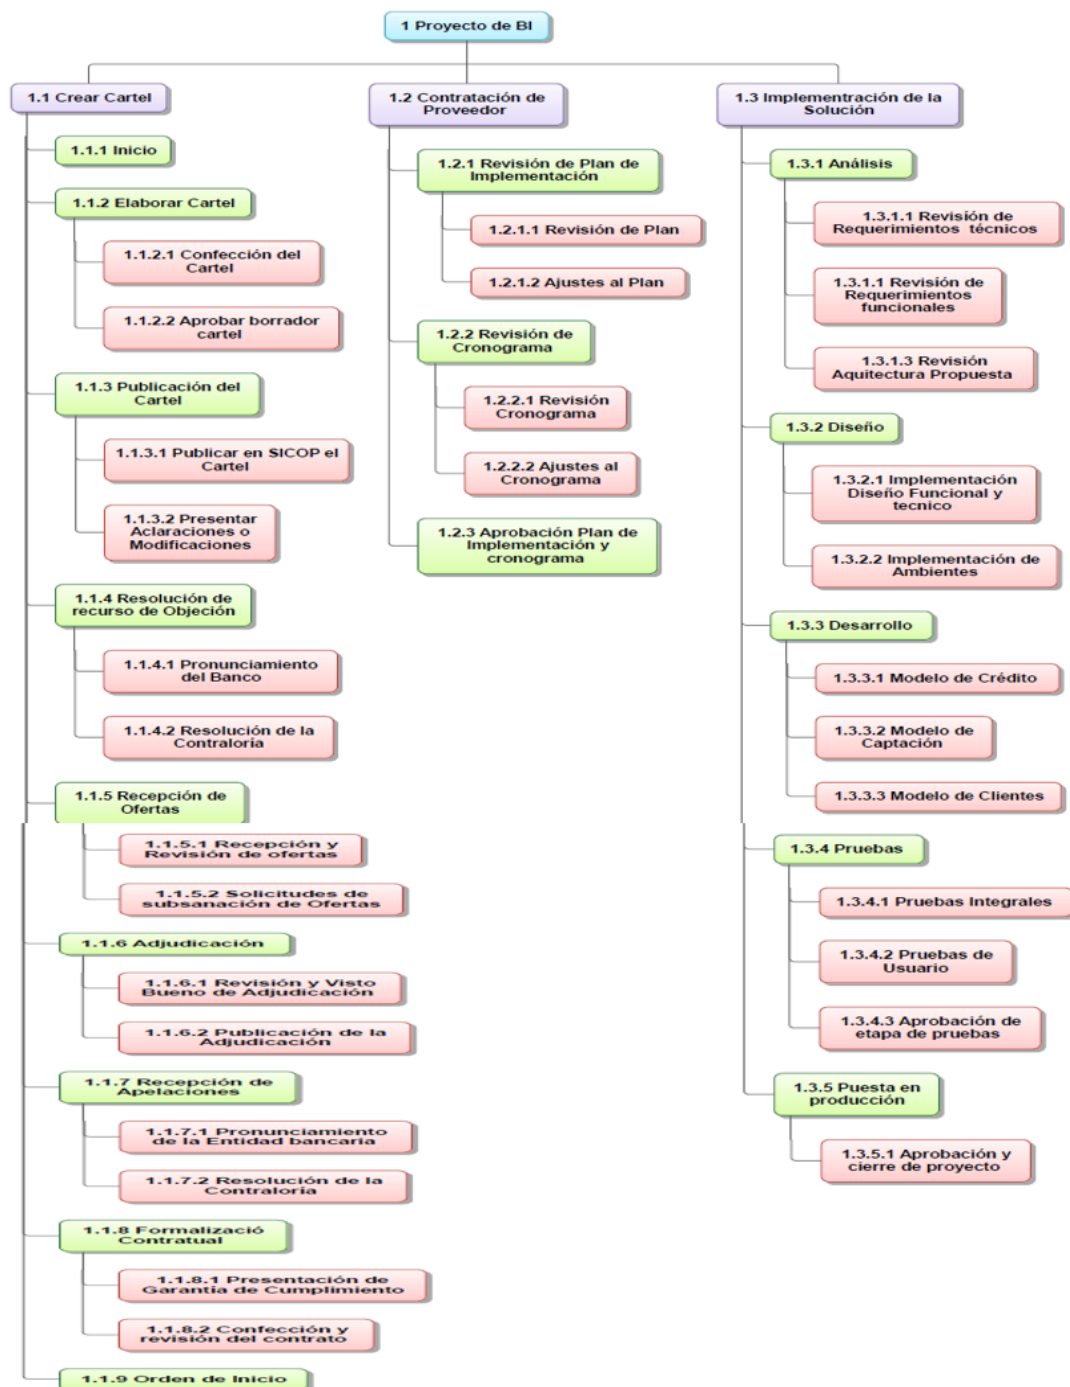 1 Proyecto de BI
1.1 Crear Cartel
1.1.1 Inicio
1.1.2 Elaborar Cartel
1.1.2.1 Confección del
Cartel
1.1.2.2 Aprobar borrador
cartel
1.1.3 Publicación del
Cartel
1.1.3.1 Publicar en SICOP el
Cartel
1.1.3.2 Presentar
Aclaraciones o
Modificaciones
1.1.4 Resolución de
recurso de Objeción
1.1.4.1 Pronunciamiento
del Banco
1.1.4.2 Resolución de la
Contraloría
1.1.5 Recepción de
Ofertas
1.1.5.1 Recepción y
Revisión de ofertas
1.1.5.2 Solicitudes de
subsanación de Ofertas
1.1.6 Adjudicación
1.1.6.1 Revisión y Visto
Bueno de Adjudicación
1.1.6.2 Publicación de la
Adjudicación
1.1.7 Recepción de
Apelaciones
1.1.7.1 Pronunciamiento
de la Entidad bancaria
1.1.7.2 Resolución de la
Contraloría
1.1.8 Formalizació
Contratual
1.1.8.1 Presentación de
Garantia de Cumplimiento
1.1.8.2 Confección y
revisión del contrato
1.1.9 Orden de Inicio
1.2 Contratación de
Proveedor
1.2.1 Revisión de Plan de
Implementación
1.2.1.1 Revisión de Plan
1.2.1.2 Ajustes al Plan
1.2.2 Revisión de
Cronograma
1.2.2.1 Revisión
Cronograma
1.2.2.2 Ajustes al
Cronograma
1.2.3 Aprobación Plan de
Implementación y
cronograma
1.3 Implementración de la
Solución
1.3.1 Análisis
1.3.1.1 Revisión de
Requerimientos técnicos
1.3.1.1 Revisión de
Requerimientos
funcionales
1.3.1.3 Revisión
Aquitectura Propuesta
1.3.2 Diseño
1.3.2.1 Implementación
Diseño Funcional y
tecnico
1.3.2.2 Implementación de
Ambientes
1.3.3 Desarrollo
1.3.3.1 Modelo de Crédito
1.3.3.2 Modelo de
Captación
1.3.3.3 Modelo de Clientes
1.3.4 Pruebas
1.3.4.1 Pruebas Integrales
1.3.4.2 Pruebas de
Usuario
1.3.4.3 Aprobación de
etapa de pruebas
1.3.5 Puesta en
producción
1.3.5.1 Aprobación y
cierre de proyecto